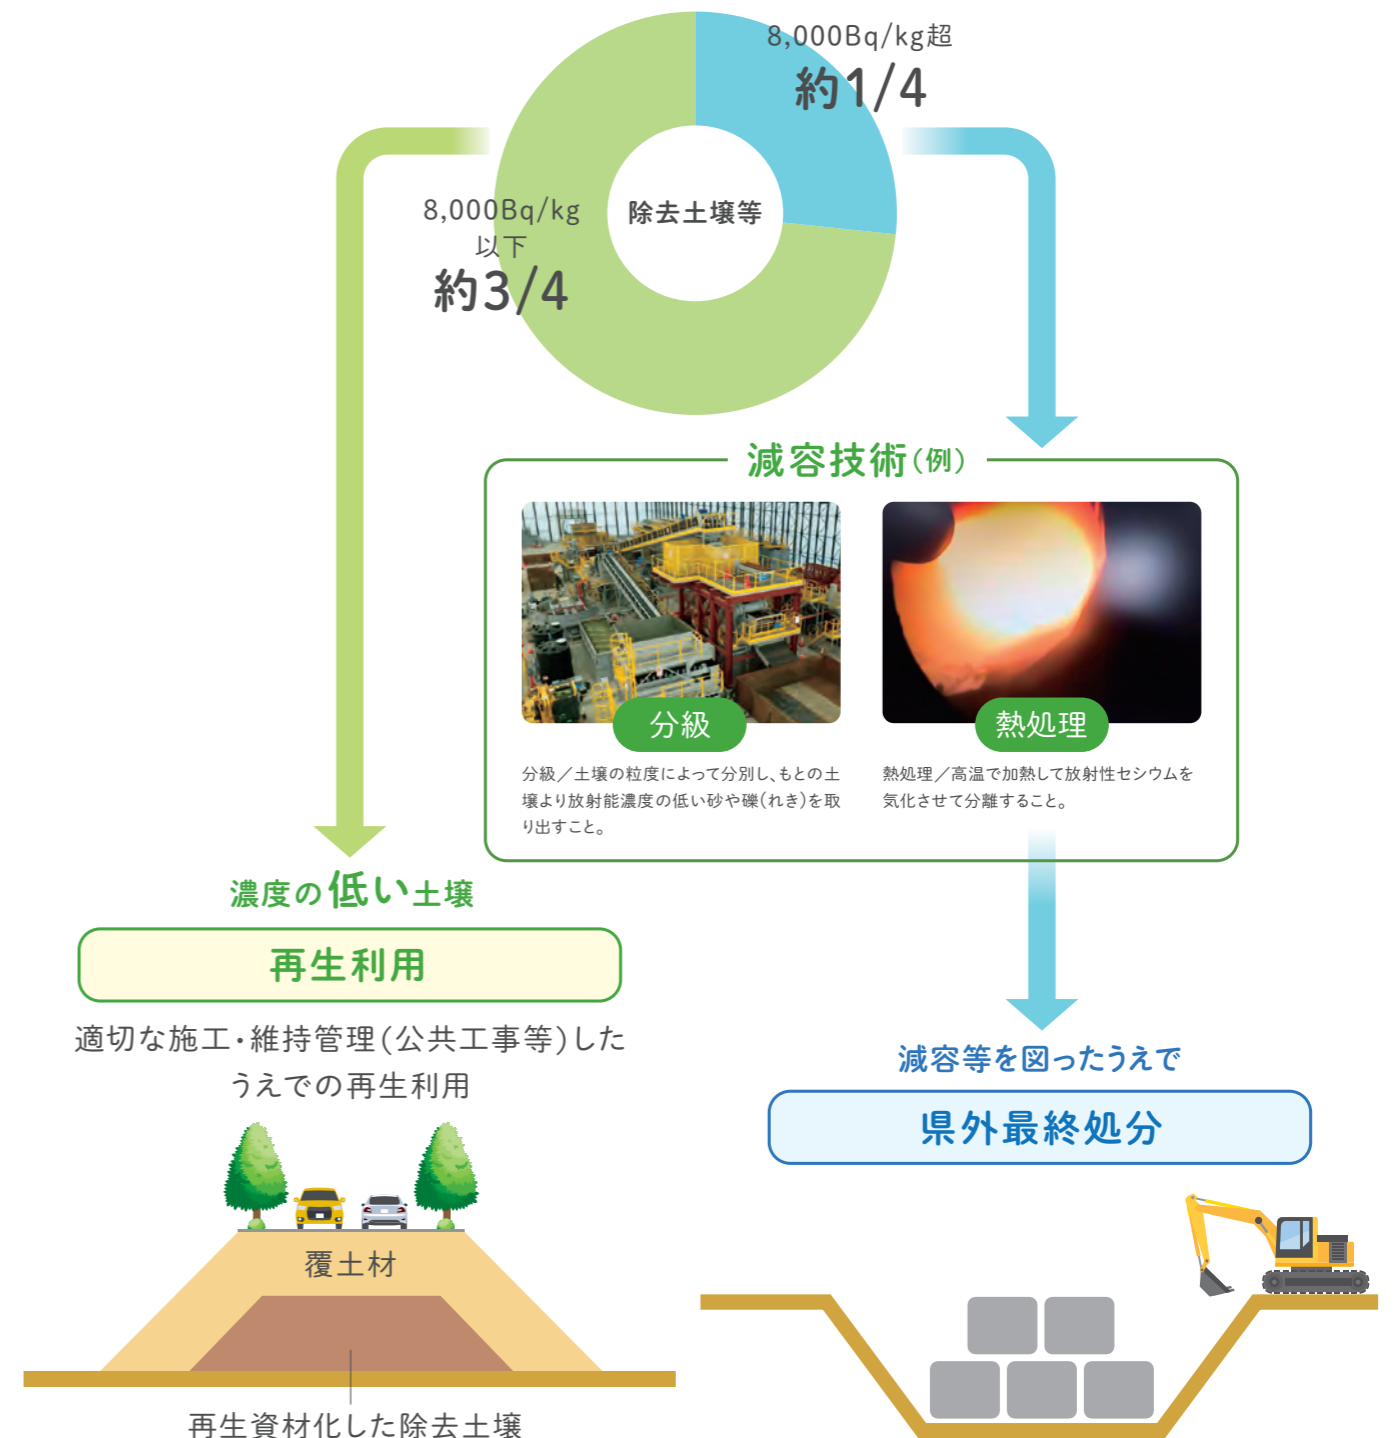 8,000Bq/kg超
約1/4
8,000Bq/kg
以下
約3/4
除去土壌等
減容技術(例)
分級
分級／土壌の粒度によって分別し、もとの土
壌より放射能濃度の低い砂や礫(れき)を取
り出すこと。
熱処理
熱処理／高温で加熱して放射性セシウムを
気化させて分離すること。
濃度の低い土壌
再生利用
適切な施工・維持管理(公共工事等)した
うえでの再生利用
覆土材
再生資材化した除去土壌
減容等を図ったうえで
県外最終処分